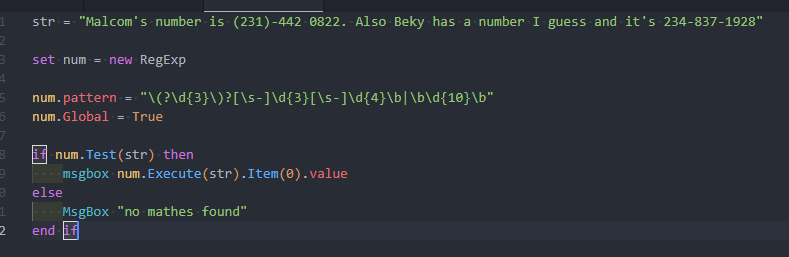 1 str = "Malcom's number is (231)-442 0822. Also Beky has a number I guess and it's 234-837-1928"
2
3 set num = new RegExp
4
5 num.pattern = "\(?\d{3}\)?[\s-]\d{3}[\s-]\d{4}\b|\b\d{10}\b"
6 num.Global = True
7
8 if num.Test(str) then
9 msgbox num.Execute(str).Item(0).value
0 else
1 MsgBox "no mathes found"
2 end if